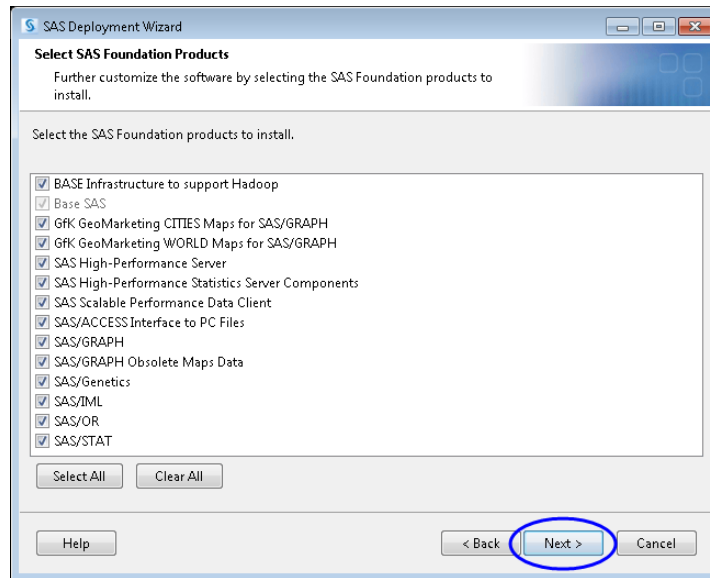 SAS Deployment Wizard
Select SAS Foundation Products
Further customize the software by selecting the SAS Foundation products to
install.
Select the SAS Foundation products to install.
BASE Infrastructure to support Hadoop
Base SAS
GfK GeoMarketing CITIES Maps for SAS/GRAPH
GfK GeoMarketing WORLD Maps for SAS/GRAPH
SAS High-Performance Server
SAS High-Performance Statistics Server Components
SAS Scalable Performance Data Client
SAS/ACCESS Interface to PC Files
SAS/GRAPH
SAS/GRAPH Obsolete Maps Data
SAS/Genetics
SAS/IML
SAS/OR
SAS/STAT
Select All Clear All
Help < Back Next > Cancel